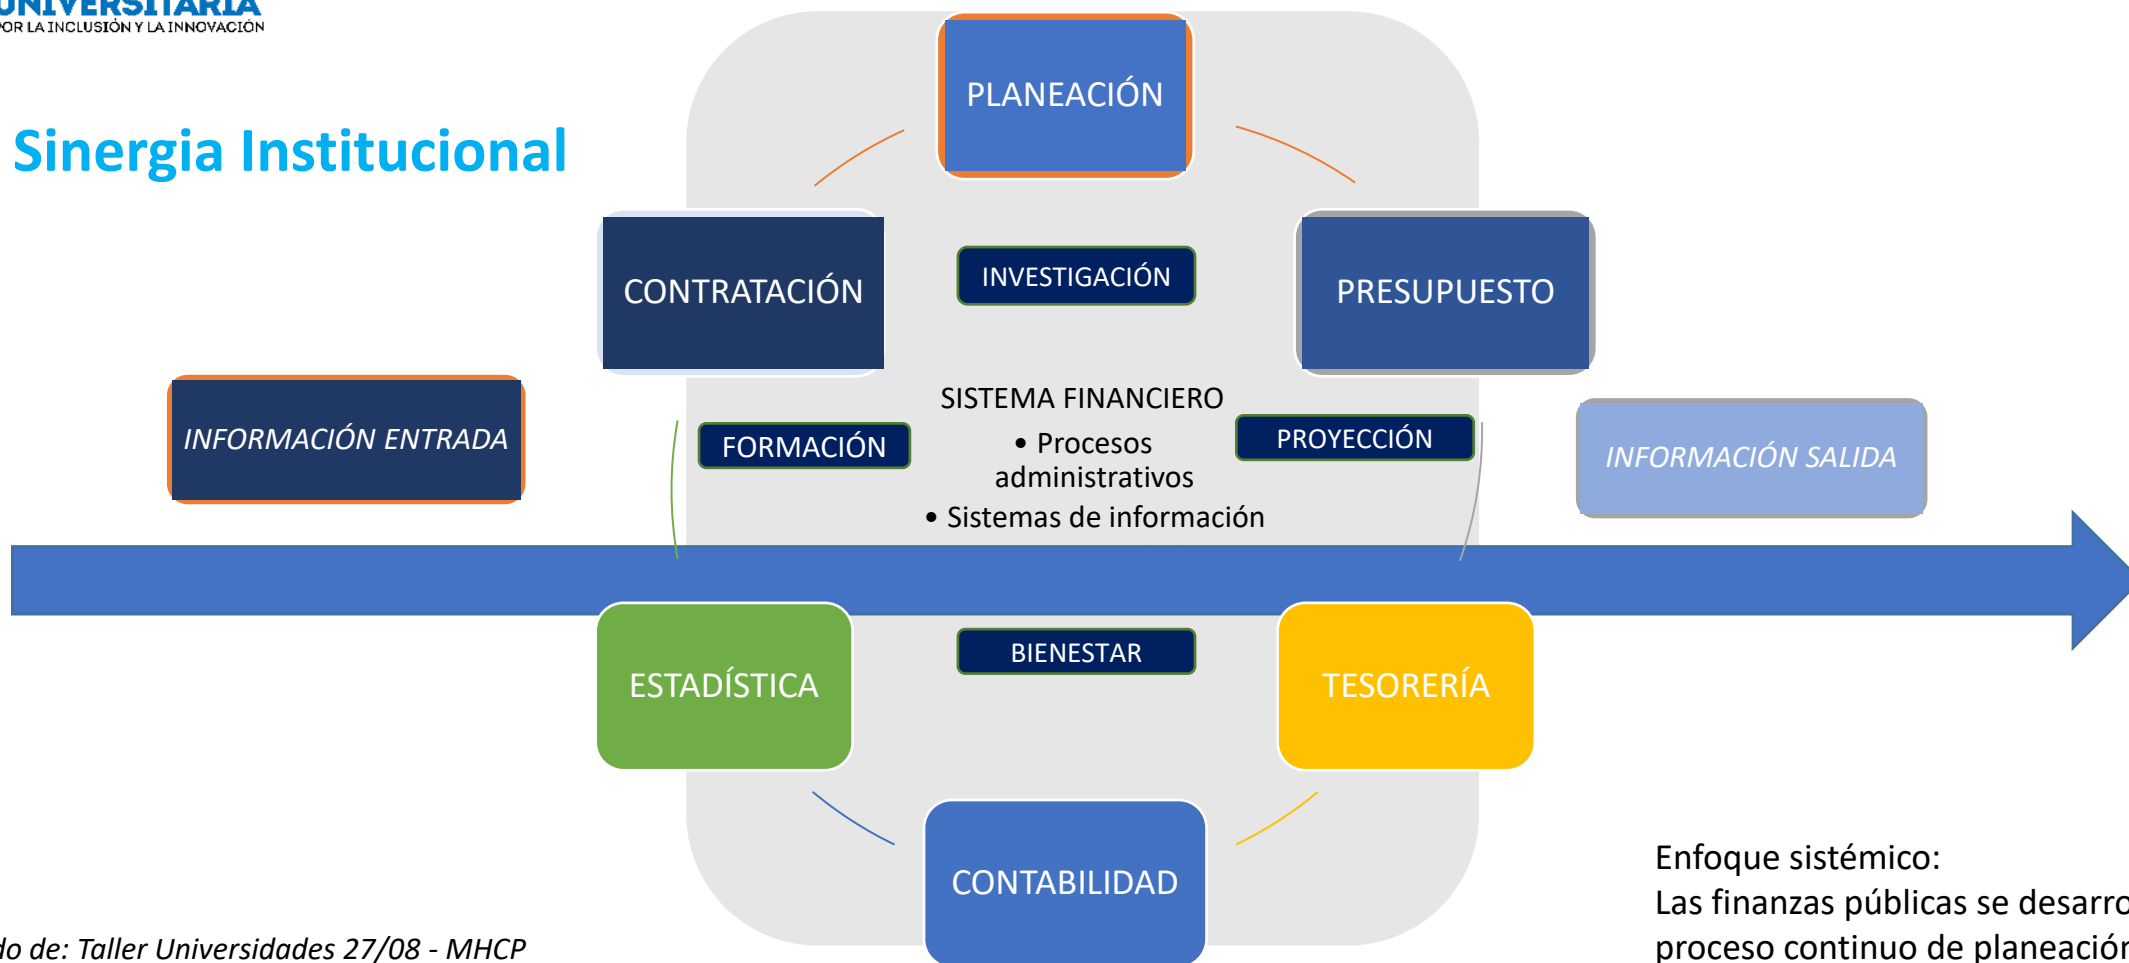 UNIVERSITARIA
POR LA INCLUSIÓN Y LA INNOVACIÓN
Sinergia Institucional
PLANEACIÓN
CONTRATACIÓN
INVESTIGACIÓN
PRESUPUESTO
INFORMACIÓN ENTRADA
FORMACIÓN
SISTEMA FINANCIERO
• Procesos
administrativos
• Sistemas de información
PROYECCIÓN
INFORMACIÓN SALIDA
ESTADÍSTICA
BIENESTAR
TESORERÍA
CONTABILIDAD
Enfoque sistémico:
Las finanzas públicas se
proceso continuo de planeación
de: Taller Universidades 27/08 - MHCP